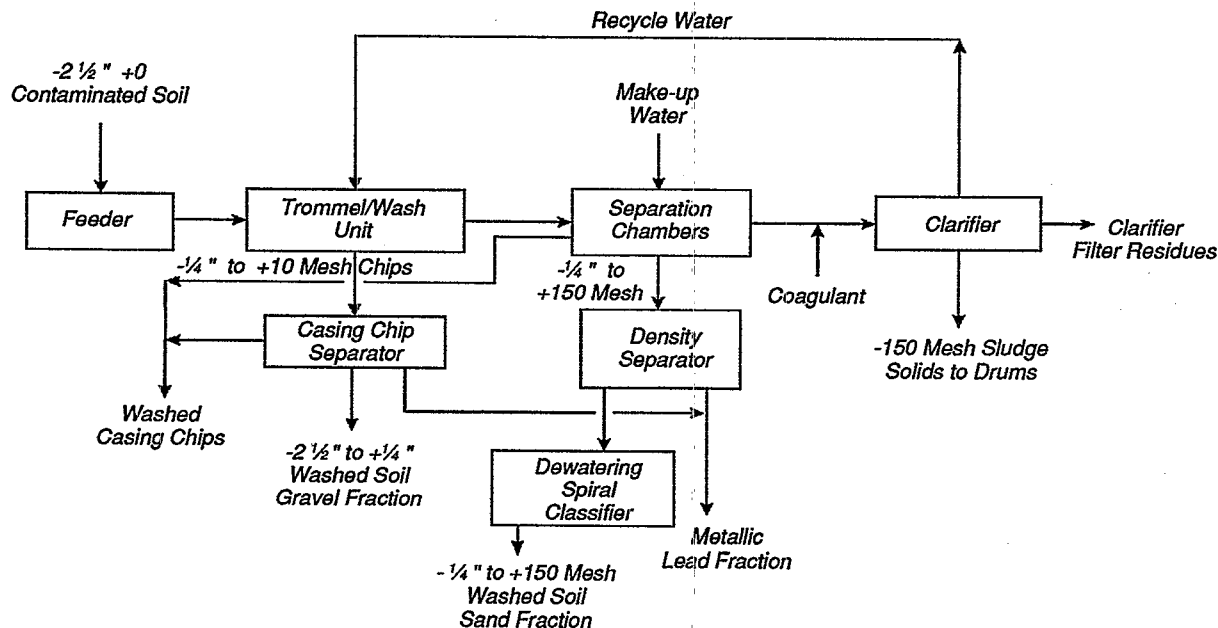 Recycle Water
-2 ½" +0
Contaminated Soil
Make-up
Water
Feeder
Trommel/Wash
Unit
Separation
Chambers
Clarifier
Clarifier
Filter Residues
-¼" to +10 Mesh Chips
-¼" to
+150 Mesh
Coagulant
Casing Chip
Separator
Density
Separator
-150 Mesh Sludge
Solids to Drums
Washed
Casing Chips
-2 ½" to +¼"
Washed Soil
Gravel Fraction
Dewatering
Spiral
Classifier
Metallic
Lead Fraction
- ¼" to +150 Mesh
Washed Soil
Sand Fraction